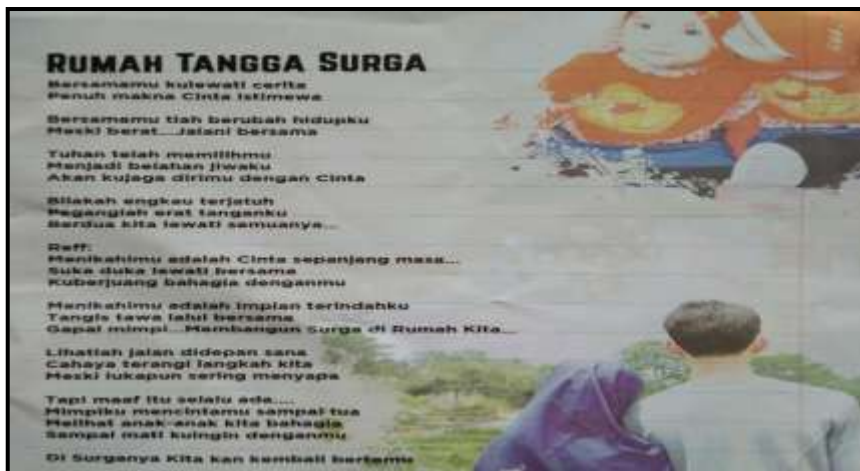 RUMAH TANGGA SURGA
Bersamamu kulewati cerita
Penuh makna Cinta Istimewa
Bersamamu tlah berubah hidupku
Meski berat...Jalani bersama
Tuhan telah memilihmu
Menjadi belahan jiwaku
Akan kujaga dirimu dengan Cinta
Bilakah engkau terjatuh
Peganglah erat tanganku
Berdua kita lewati semuanya...
Reff:
Menikahimu adalah Cinta sepanjang masa...
Suka duka lewati bersama
Kuberjuang bahagia denganmu
Menikahimu adalah impian terindahku
Tangis tawa lalui bersama
Gapai mimpi...Membangun Surga di Rumah Kita...
Lihatlah jalan didepan sana
Cahaya terangi langkah kita
Meski lukapun sering menyapa
Tapi maaf itu selalu ada....
Mimpiku mencintamu sampai tua
Melihat anak-anak kita bahagia
Sampai mati kuingin denganmu
Di Surganya Kita kan kembali bertemu